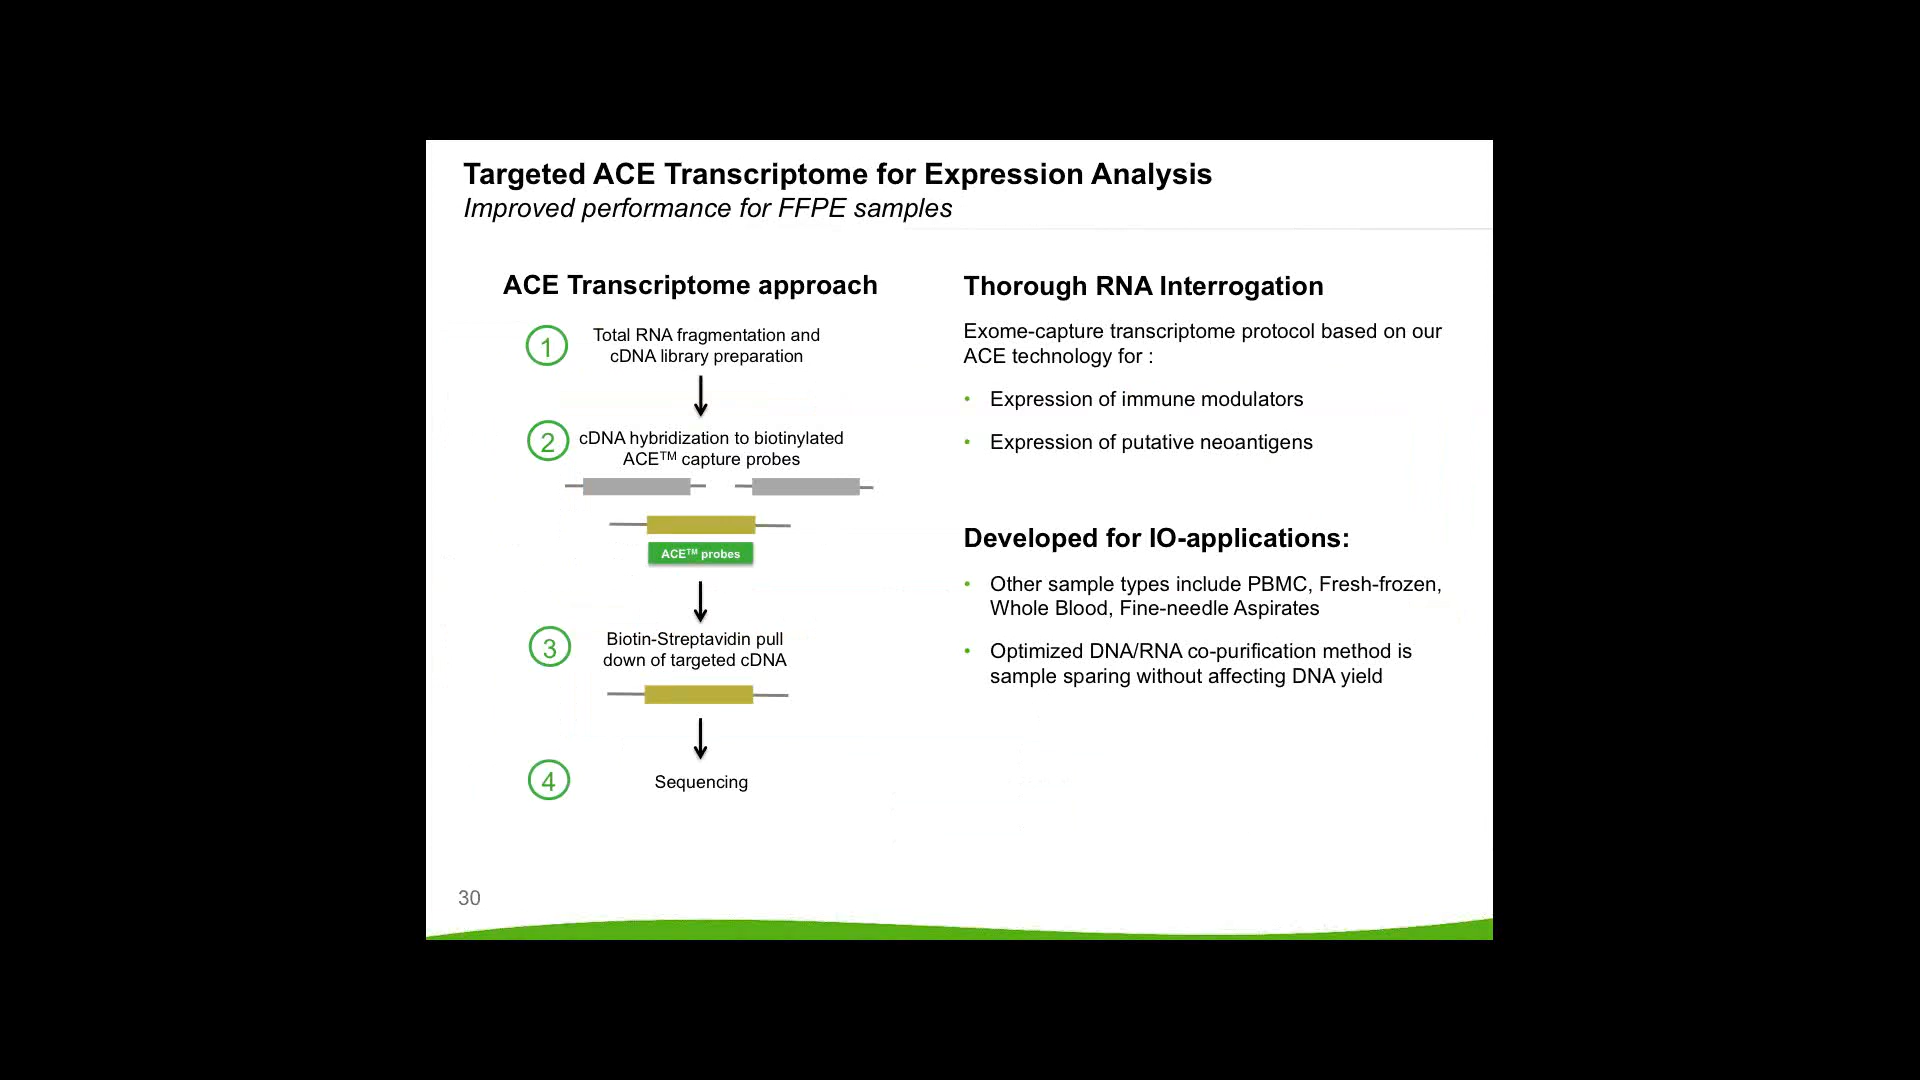 Targeted ACE Transcriptome for Expression Analysis
Improved performance for FFPE samples
ACE Transcriptome approach
1
Total RNA fragmentation and
cDNA library preparation
2
cDNA hybridization to biotinylated
ACE™ capture probes
ACE™ probes
3
Biotin-Streptavidin pull
down of targeted cDNA
4
Sequencing
Thorough RNA Interrogation
Exome-capture transcriptome protocol based on our
ACE technology for :
• Expression of immune modulators
• Expression of putative neoantigens
Developed for IO-applications:
• Other sample types include PBMC, Fresh-frozen,
Whole Blood, Fine-needle Aspirates
• Optimized DNA/RNA co-purification method is
sample sparing without affecting DNA yield
30